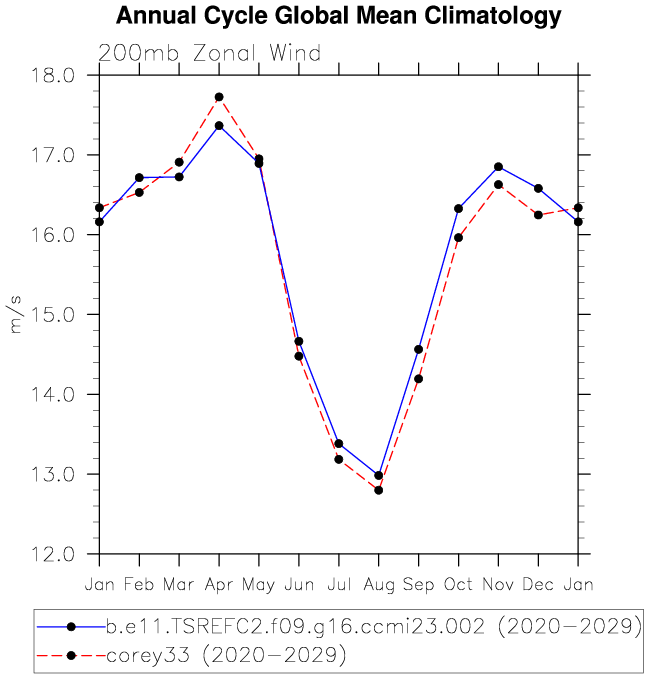 Annual Cycle Global Mean Climatology
200mb Zonal Wind
18.0
17.0
16.0
15.0
14.0
13.0
12.0
m/s
Jan Feb Mar Apr May Jun Jul Aug Sep Oct Nov Dec Jan
b.e11.TSREFC2.f09.g16.ccmi23.002 (2020-2029)
corey33 (2020-2029)